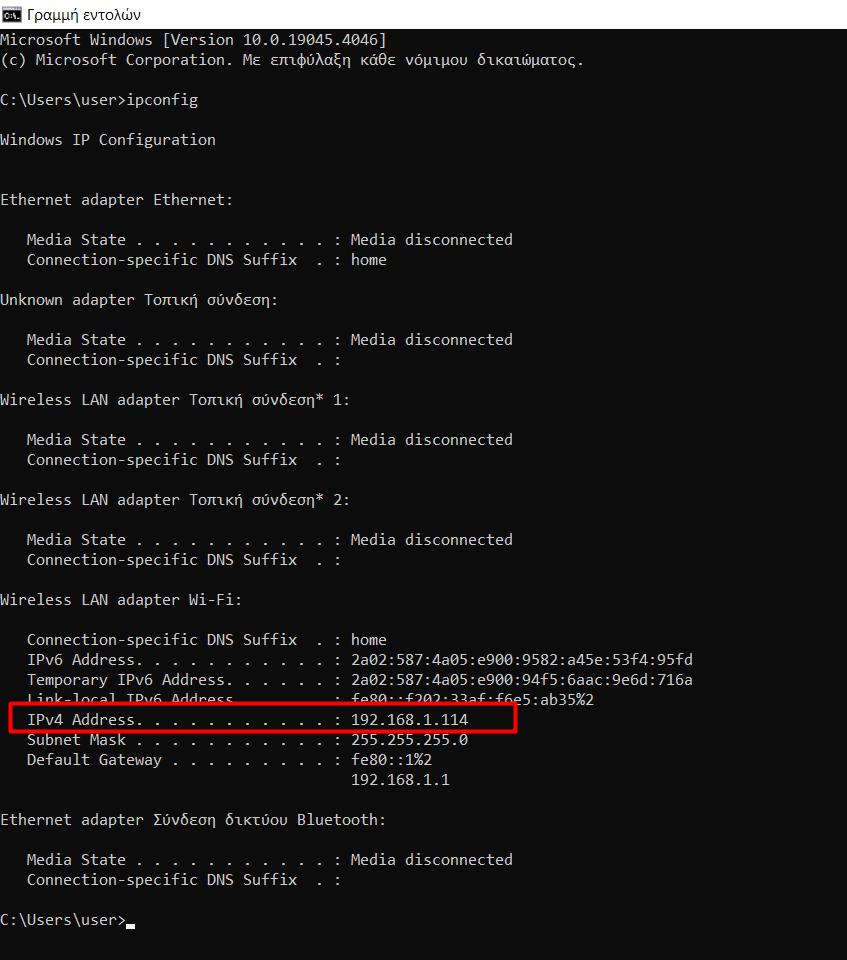 Γραμμή εντολών
Microsoft Windows [Version 10.0.19045.4046]
(c) Microsoft Corporation. Με επιφύλαξη κάθε νόμιμου δικαιώματος.
C:\Users\user>ipconfig
Windows IP Configuration
Ethernet adapter Ethernet:
Media State . . . . . . . . . . . : Media disconnected
Connection-specific DNS Suffix  . : home
Unknown adapter Τοπική σύνδεση:
Media State . . . . . . . . . . . : Media disconnected
Connection-specific DNS Suffix  . :
Wireless LAN adapter Τοπική σύνδεση* 1:
Media State . . . . . . . . . . . : Media disconnected
Connection-specific DNS Suffix  . :
Wireless LAN adapter Τοπική σύνδεση* 2:
Media State . . . . . . . . . . . : Media disconnected
Connection-specific DNS Suffix  . :
Wireless LAN adapter Wi-Fi:
Connection-specific DNS Suffix  . : home
IPv6 Address. . . . . . . . . . . : 2a02:587:4a05:e900:9582:a45e:53f4:95fd
Temporary IPv6 Address. . . . . . : 2a02:587:4a05:e900:94f5:6aac:9e6d:716a
Link-local IPv6 Address . . . . . : fe80::f202:33af:f6e5:ab35%2
IPv4 Address. . . . . . . . . . . : 192.168.1.114
Subnet Mask . . . . . . . . . . . : 255.255.255.0
Default Gateway . . . . . . . . . : fe80::1%2
192.168.1.1
Ethernet adapter Σύνδεση δικτύου Bluetooth:
Media State . . . . . . . . . . . : Media disconnected
Connection-specific DNS Suffix  . :
C:\Users\user>